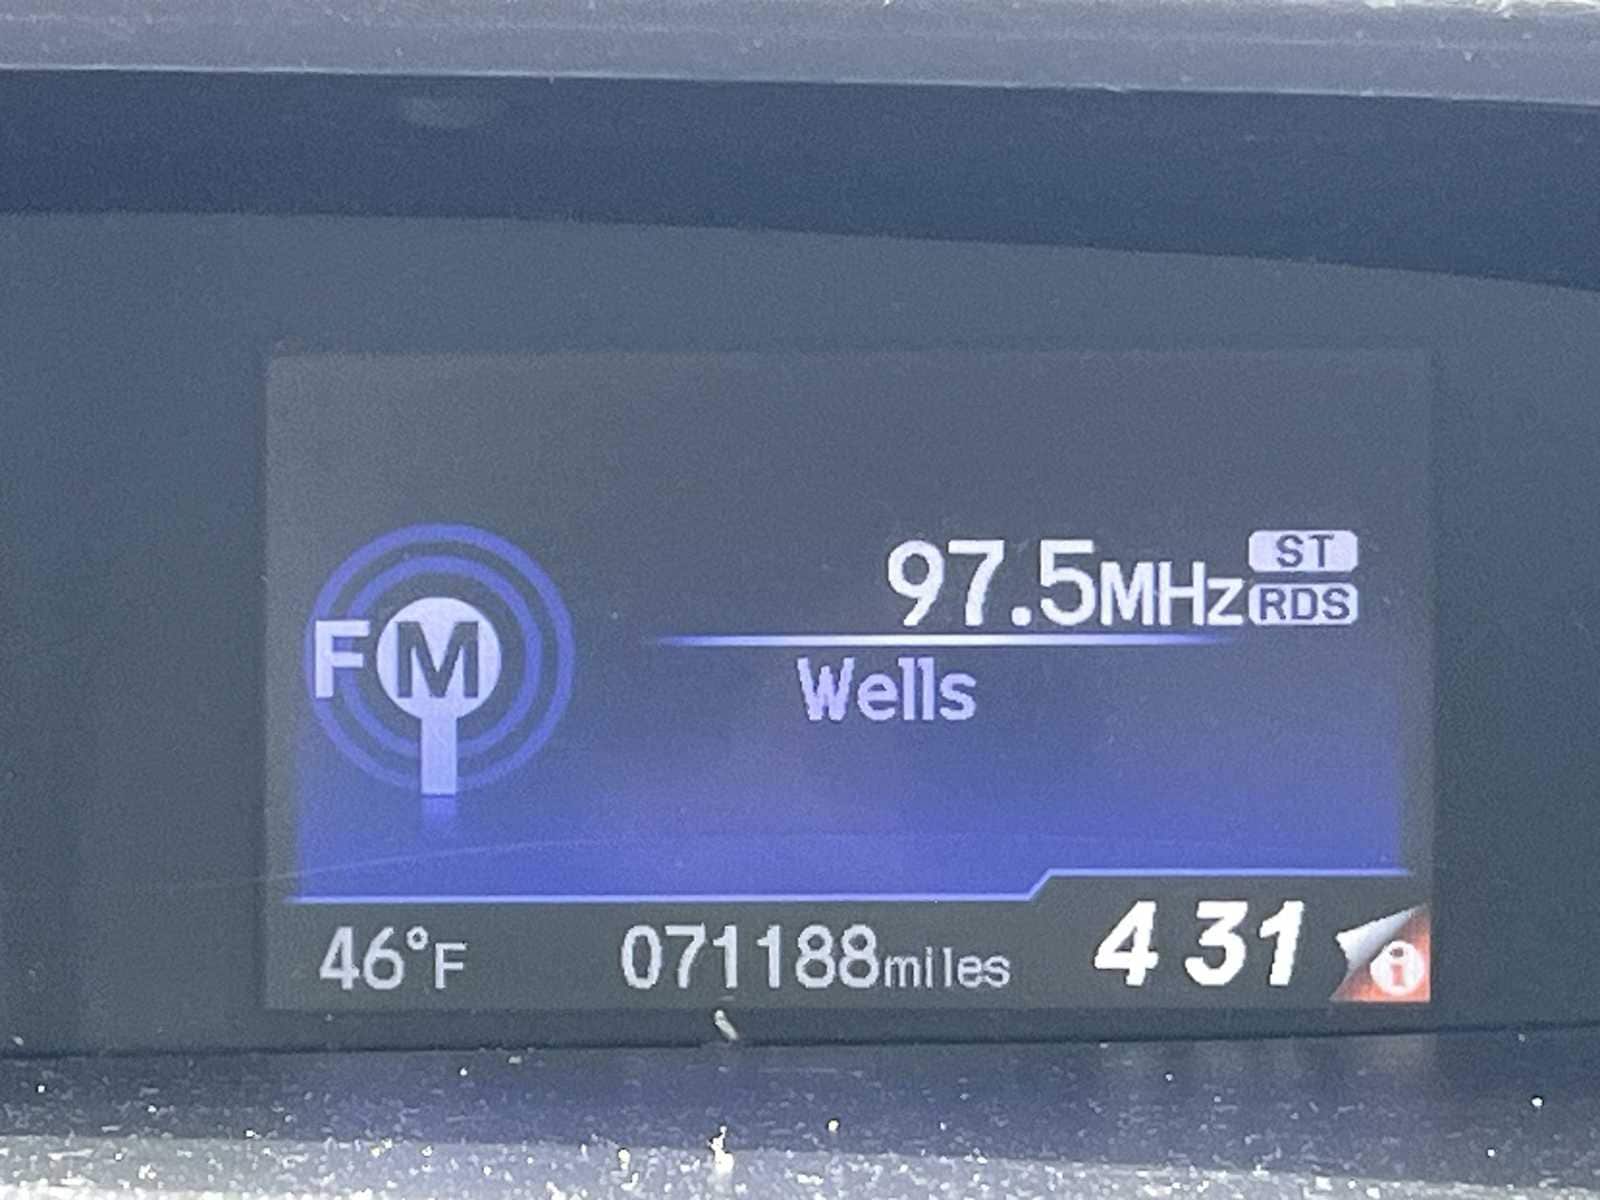 97.5MHz ST
RDS
FM
Wells
46°F 071188miles 4 31 i